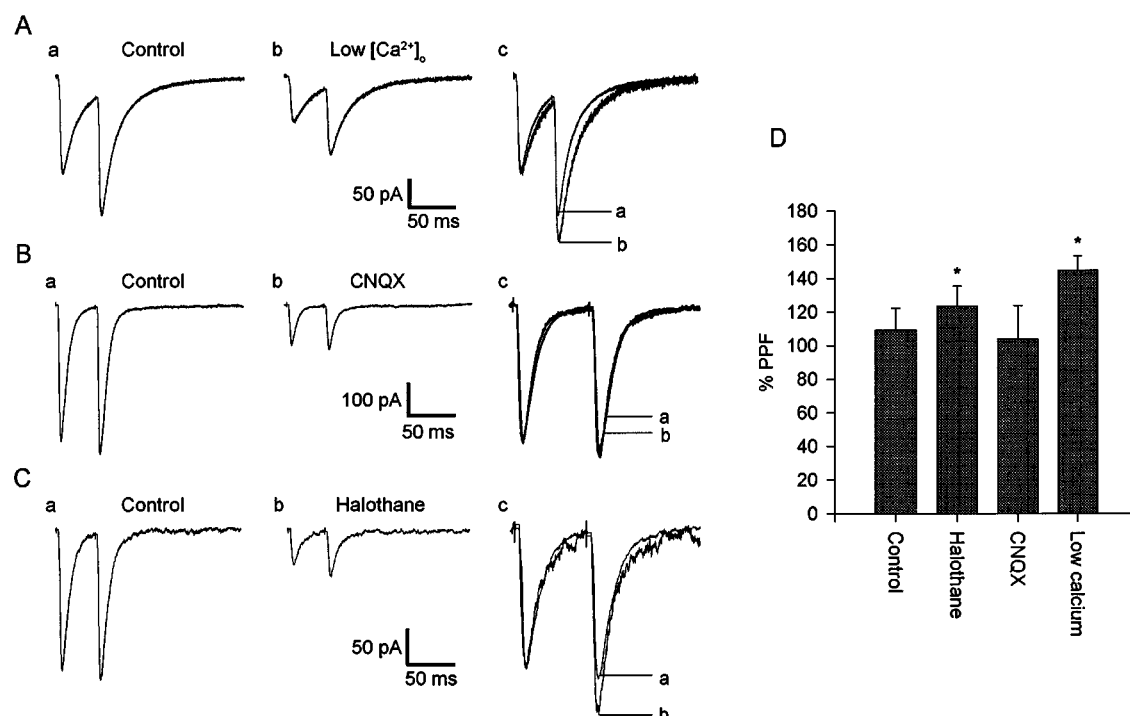 A
a Control b Low [Ca²⁺]ₒ c
50 pA
50 ms
a
b
B
a Control b CNQX c
100 pA
50 ms
a
b
C
a Control b Halothane c
50 pA
50 ms
a
b
D
% PPF
180
160
140
120
100
80
60
40
20
0
* *
Control
Halothane
CNQX
Low calcium